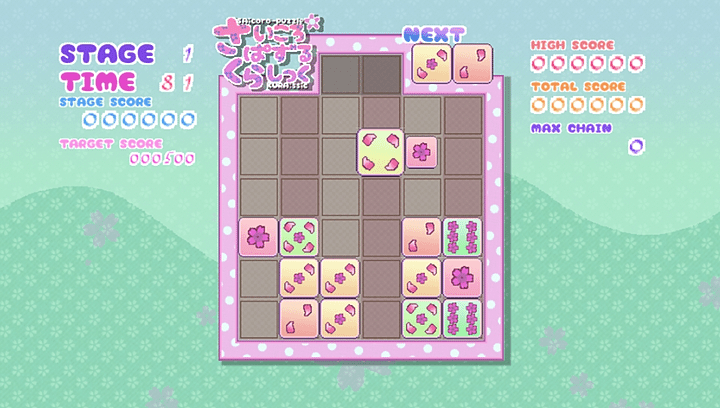 SAicoro-puzzle
さいころ
ぱずる
くらしっく
CURAssic
NEXT
STAGE 1
TIME 81
STAGE SCORE
000000
TARGET SCORE
000500
HIGH SCORE
000000
TOTAL SCORE
000000
MAX CHAIN
0